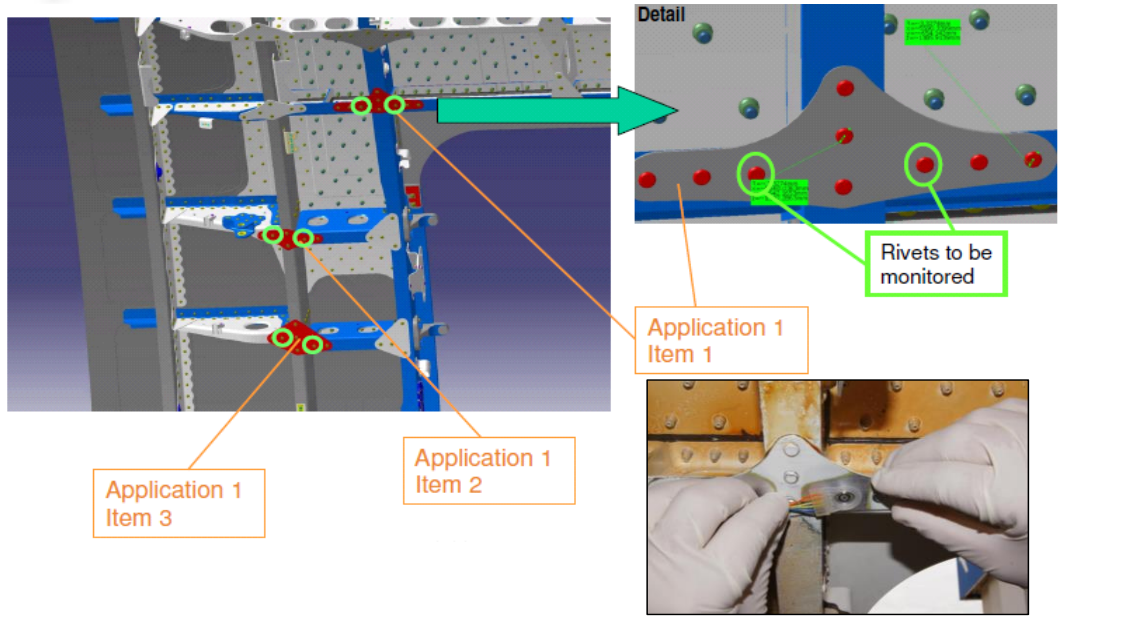 Detail
Rivets to be
monitored
Application 1
Item 1
Application 1
Item 2
Application 1
Item 3